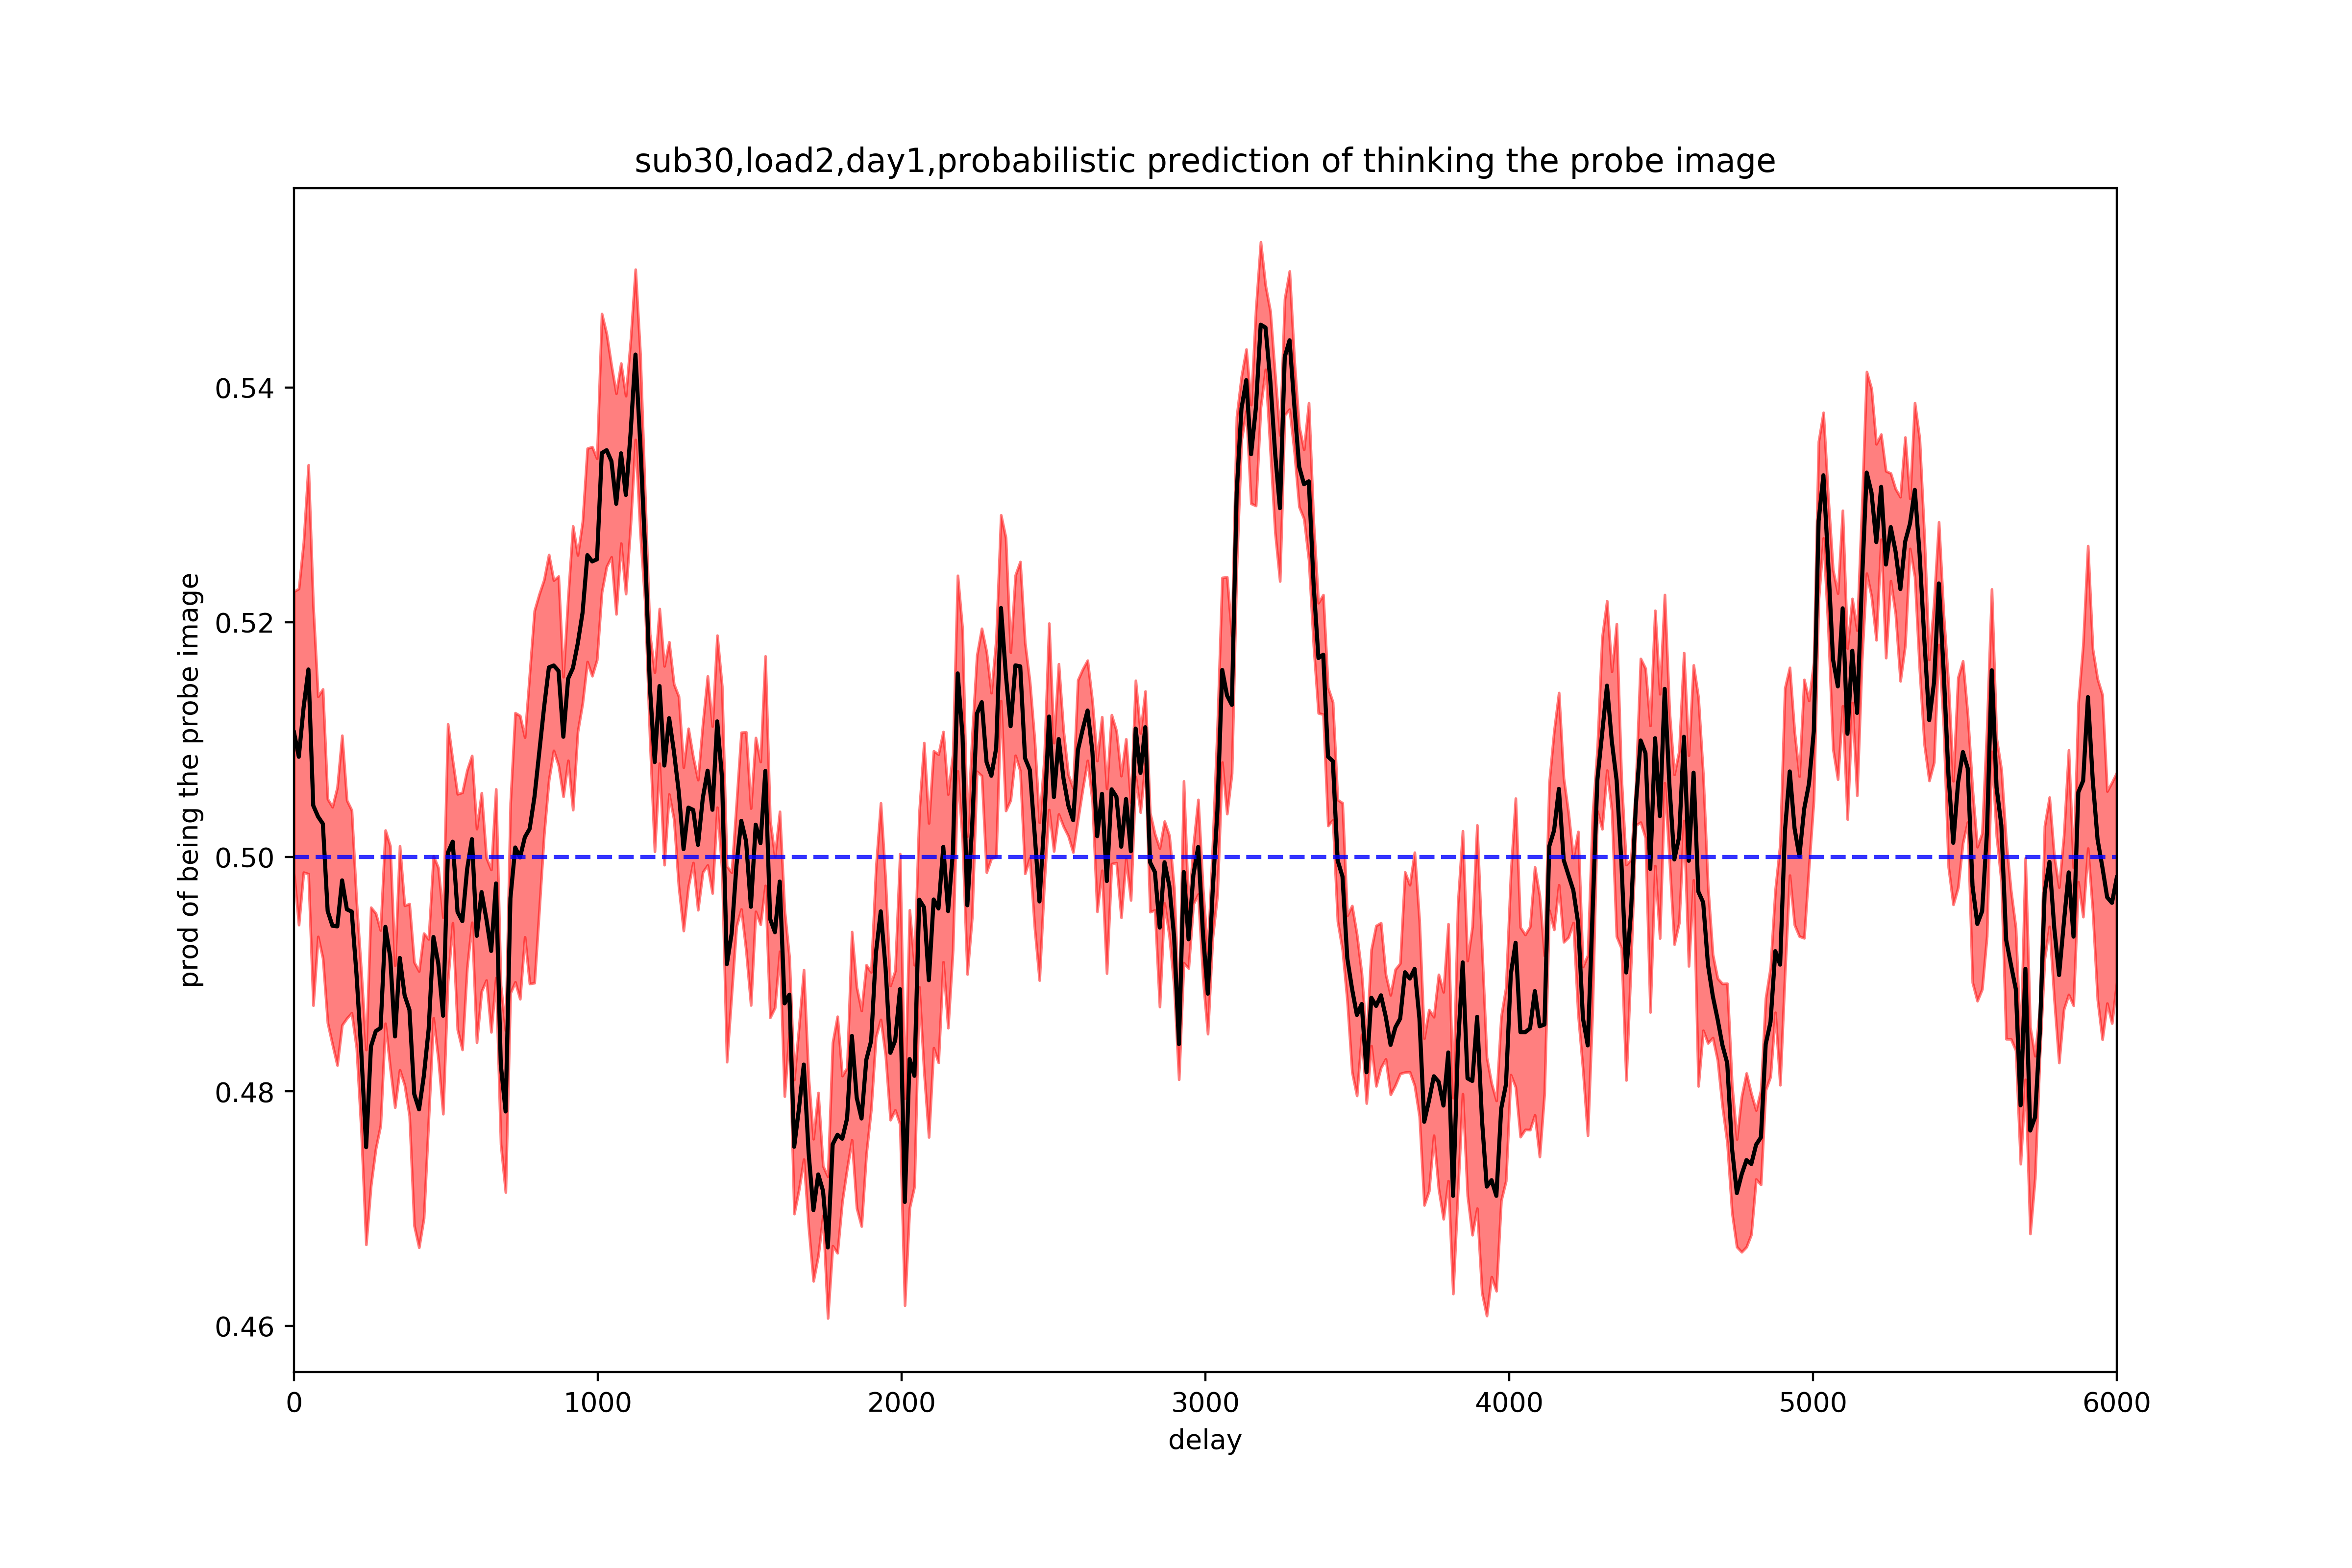 sub30,load2,day1,probabilistic prediction of thinking the probe image
prod of being the probe image
0.54
0.52
0.50
0.48
0.46
0 1000 2000 3000 4000 5000 6000
delay